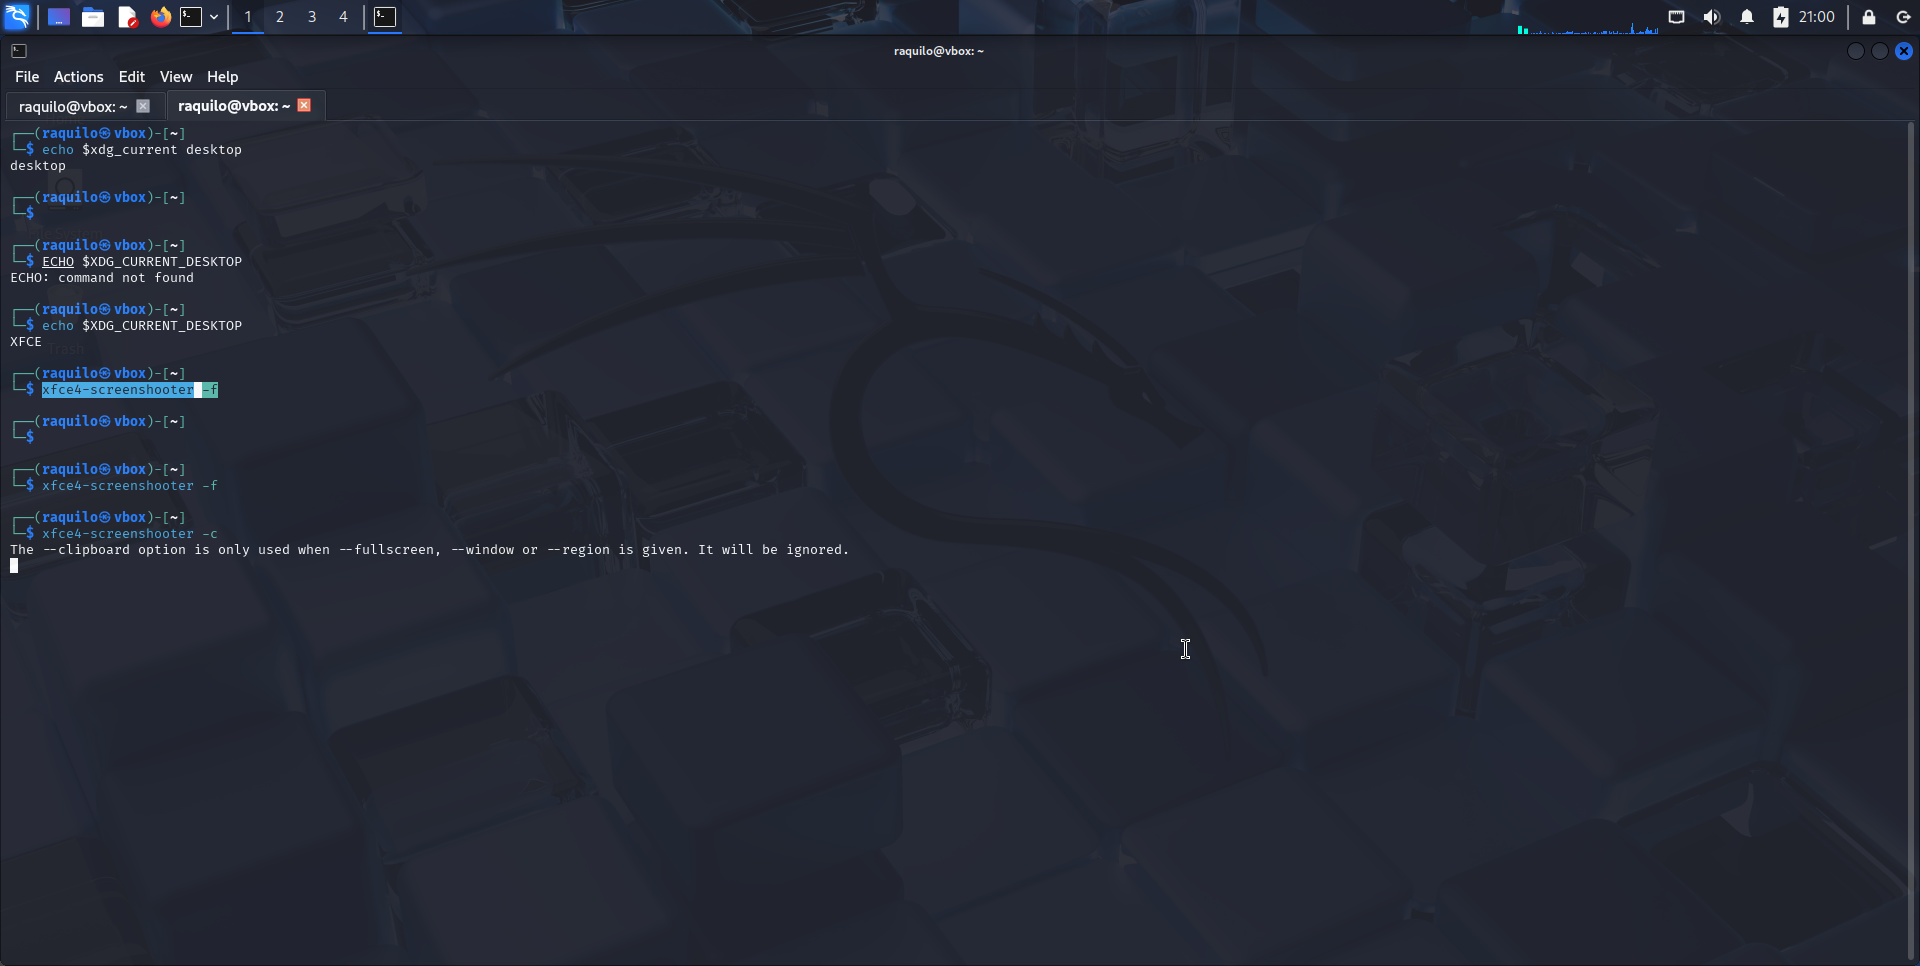 1 2 3 4 21:00
raquilo@vbox: ~
File Actions Edit View Help
raquilo@vbox: ~ raquilo@vbox: ~
┌──(raquilo㉿vbox)-[~]
└─$ echo $xdg_current desktop
desktop
┌──(raquilo㉿vbox)-[~]
└─$
┌──(raquilo㉿vbox)-[~]
└─$ ECHO $XDG_CURRENT_DESKTOP
ECHO: command not found
┌──(raquilo㉿vbox)-[~]
└─$ echo $XDG_CURRENT_DESKTOP
XFCE
Trash
┌──(raquilo㉿vbox)-[~]
└─$ xfce4-screenshooter -f
┌──(raquilo㉿vbox)-[~]
└─$
┌──(raquilo㉿vbox)-[~]
└─$ xfce4-screenshooter -f
┌──(raquilo㉿vbox)-[~]
└─$ xfce4-screenshooter -c
The --clipboard option is only used when --fullscreen, --window or --region is given. It will be ignored.